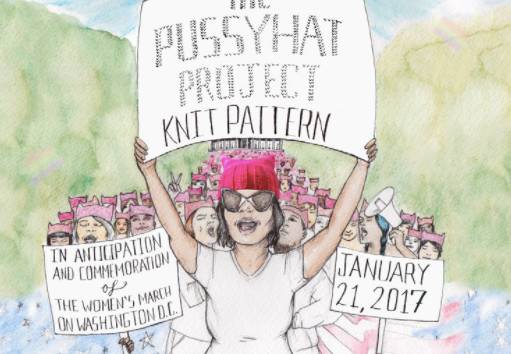 THE
PUSSYHAT
PROJECT
KNIT PATTERN
IN ANTICIPATION
AND COMMEMORATION
of
THE WOMEN'S MARCH
ON WASHINGTON D.C.
JANUARY
21, 2017